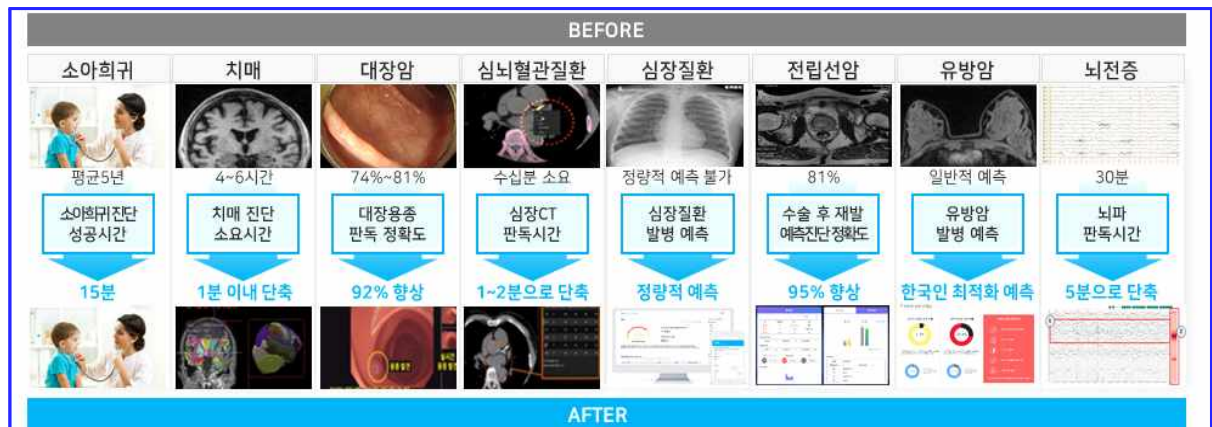 BEFORE
소아희귀 치매 대장암 심뇌혈관질환 심장질환 전립선암 유방암 뇌전증
평균5년 4~6시간 74%~81% 수십분 소요 정량적 예측 불가 81% 일반적 예측 30분
소아희귀진단 치매 진단 대장용종 심장CT 심장질환 수술 후 재발 유방암 뇌파
성공시간 소요시간 판독 정확도 판독시간 발병 예측 예측진단정확도 발병 예측 판독시간
15분 1분 이내 단축 92% 향상 1~2분으로 단축 정량적 예측 95% 향상 한국인 최적화 예측 5분으로 단축
AFTER